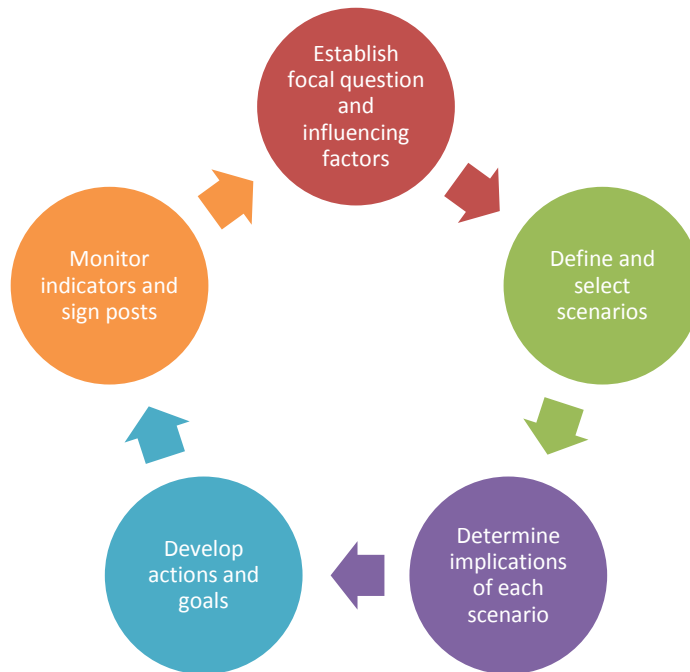 Establish
focal question
and
influencing
factors
Define and
select
scenarios
Determine
implications
of each
scenario
Develop
actions and
goals
Monitor
indicators and
sign posts